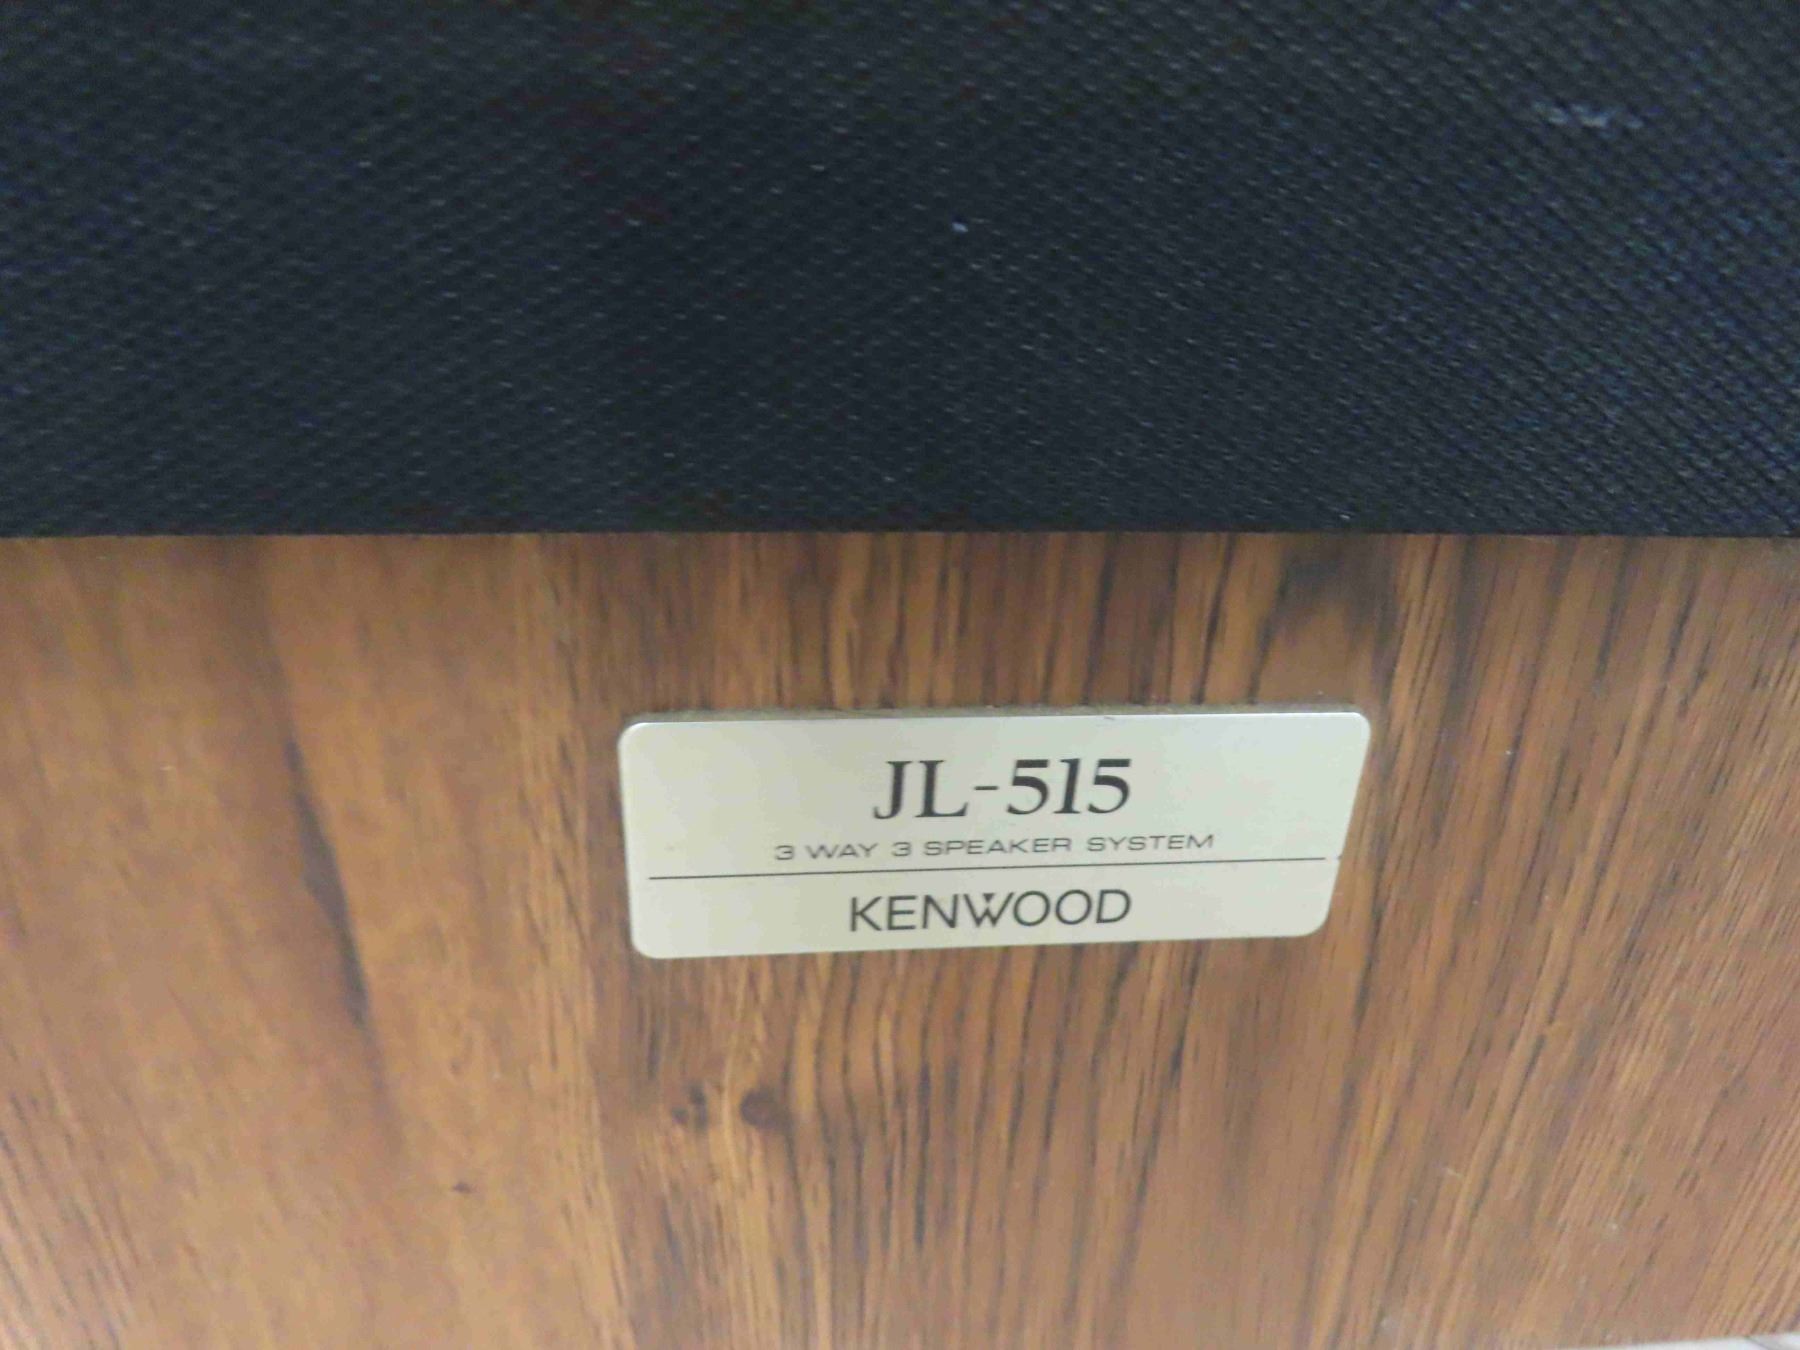 JL-515
3 WAY 3 SPEAKER SYSTEM
KENWOOD